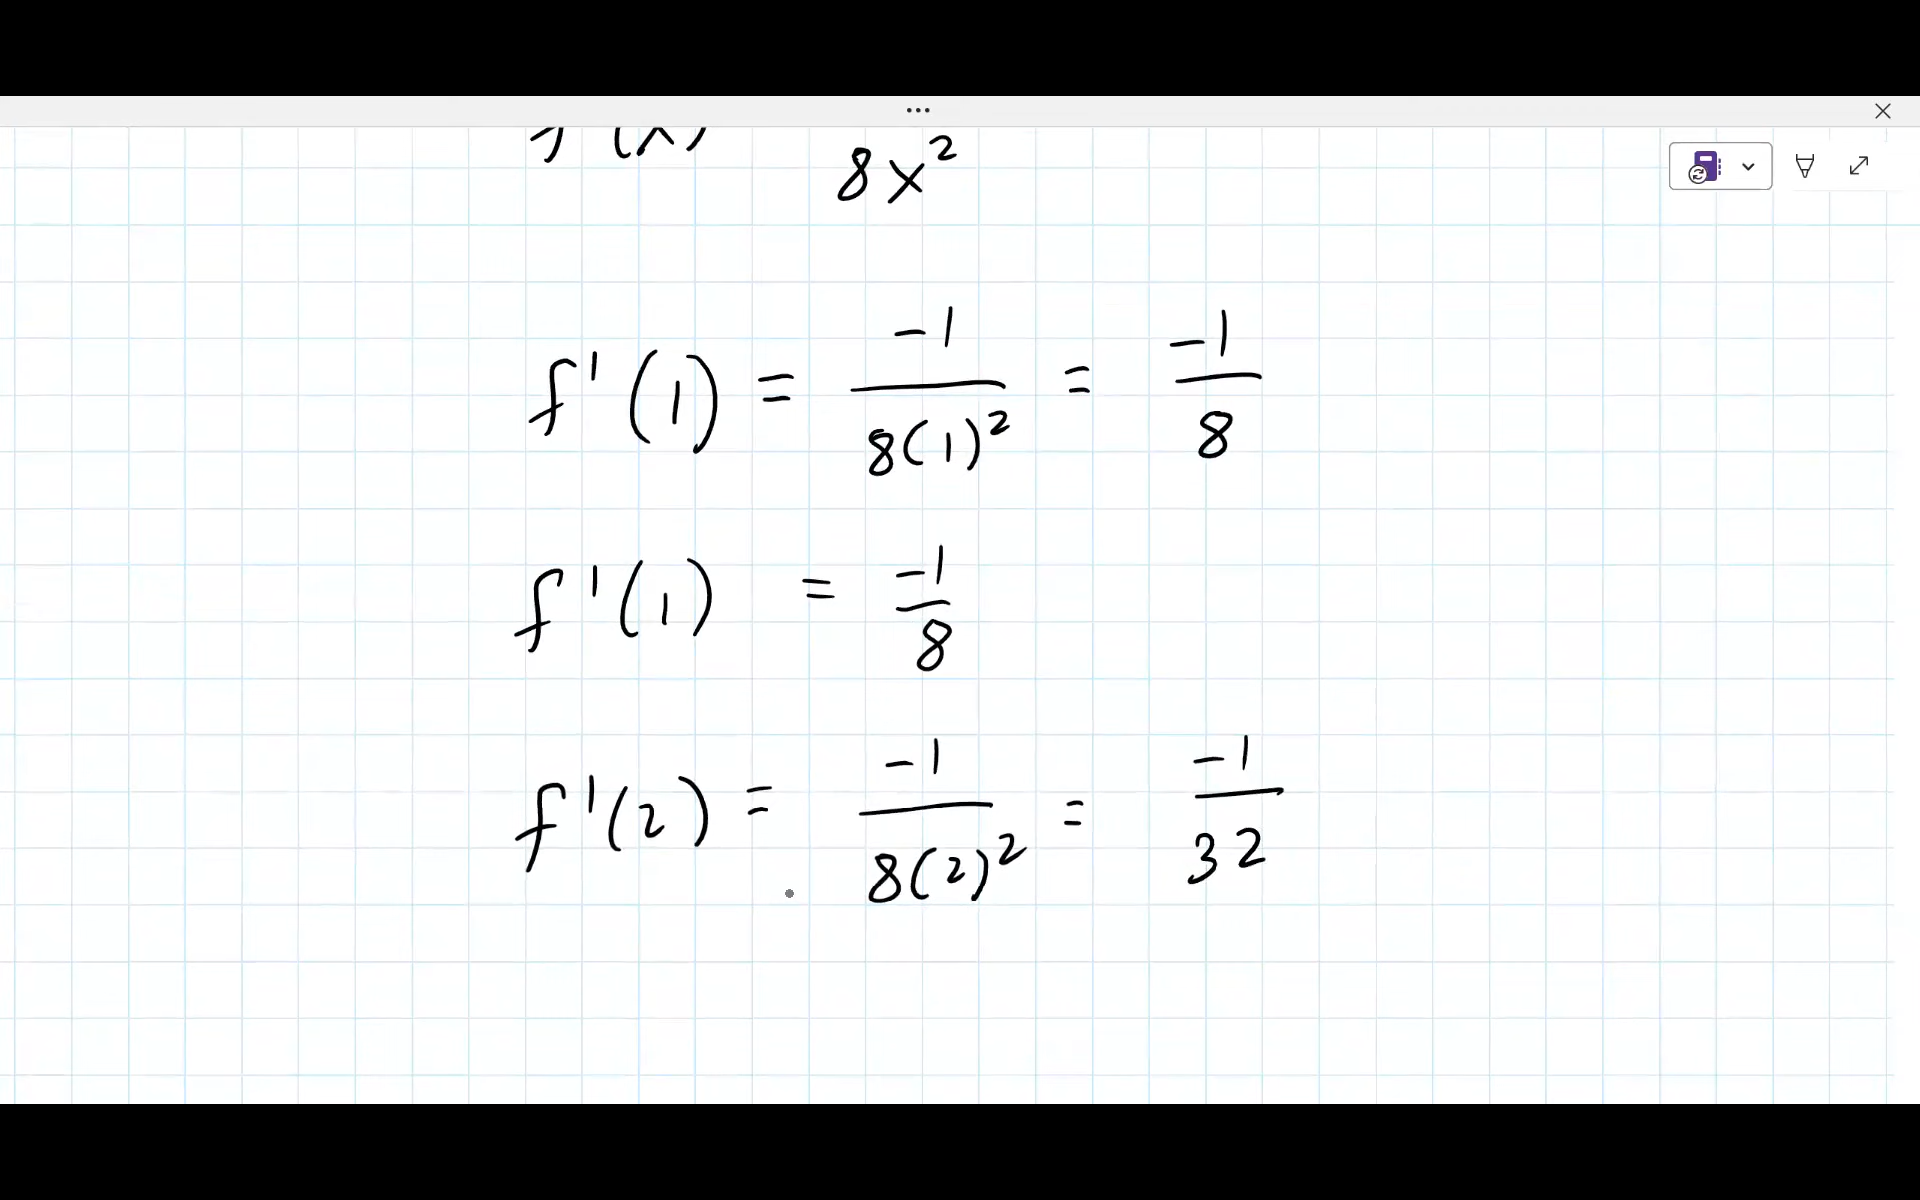 f'(x) 8x²
f'(1) = -1/8(1)² = -1/8
f'(1) = -1/8
f'(2) = -1/8(2)² = -1/32